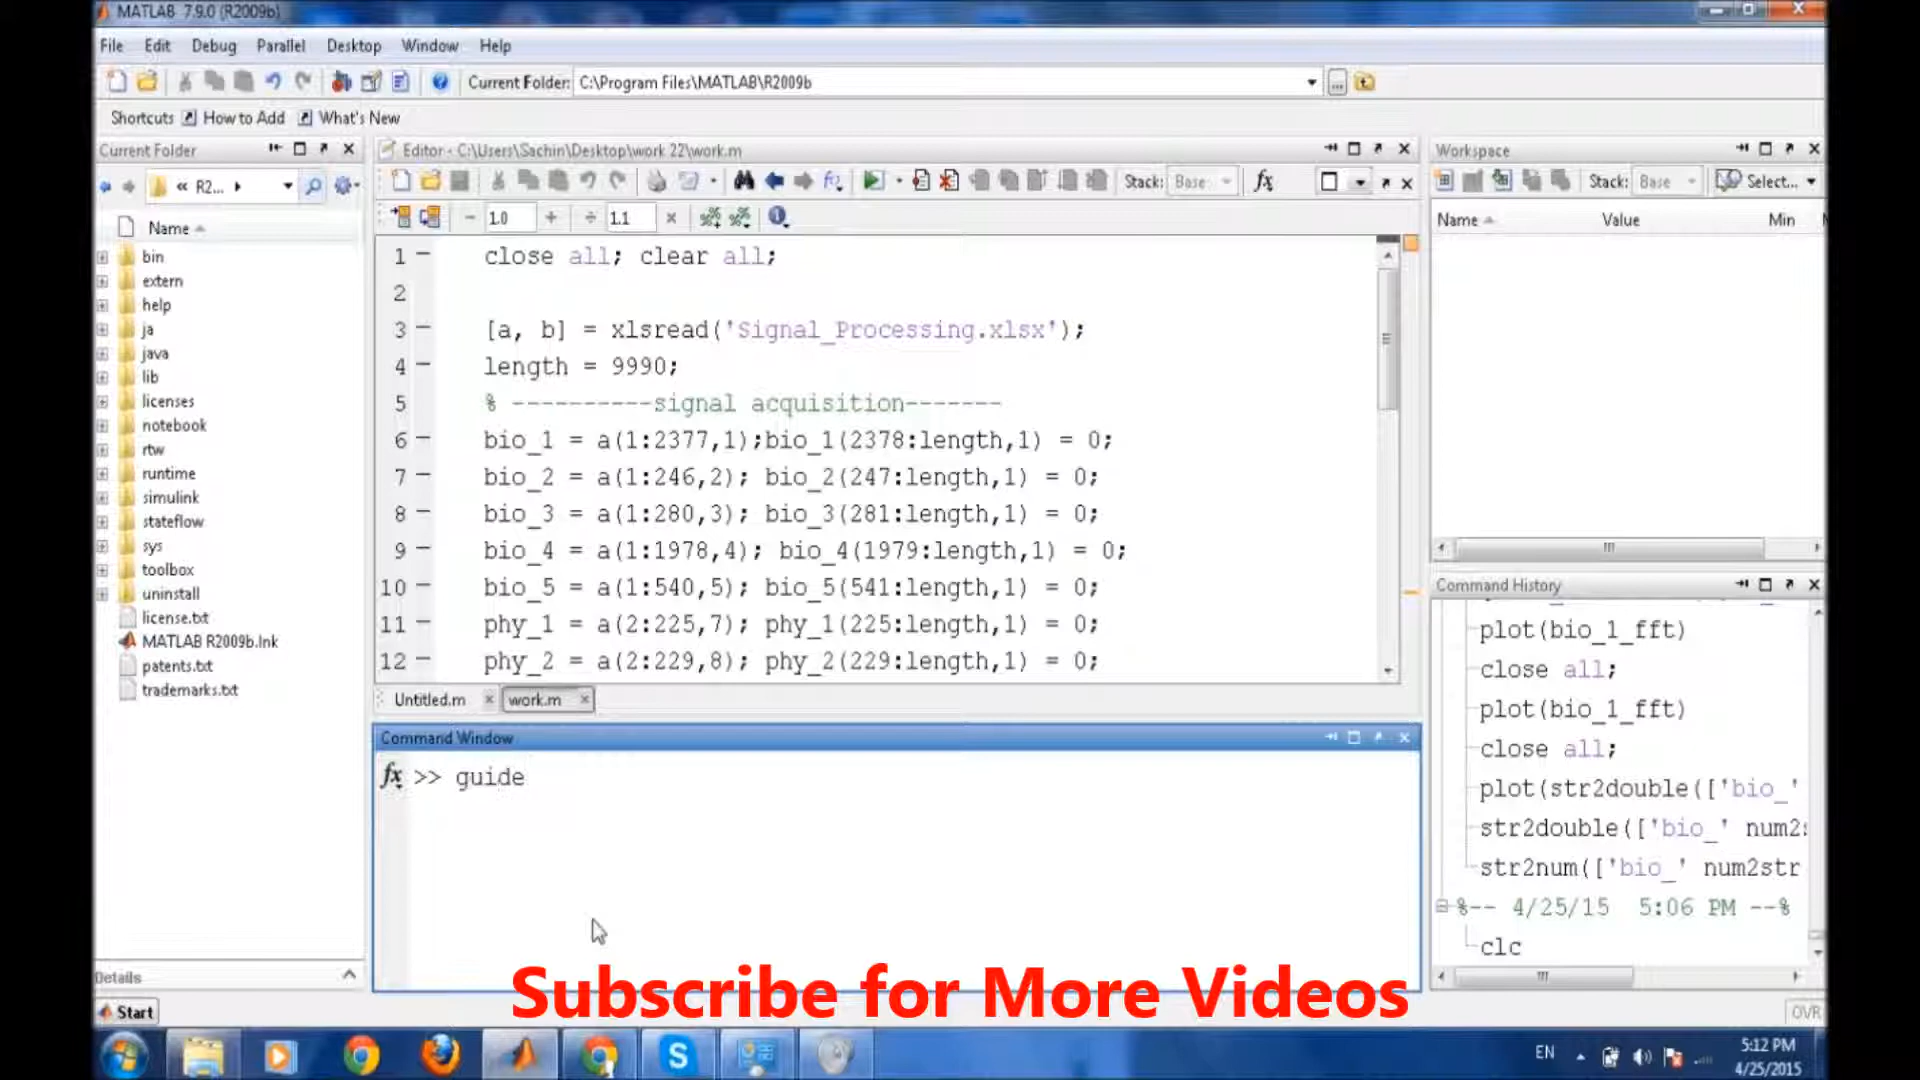 MATLAB 7.9.0 (R2009b)
File Edit Debug Parallel Desktop Window Help
Current Folder: C:\Program Files\MATLAB\R2009b
Shortcuts How to Add What's New
Current Folder
« R2...
Name
bin
extern
help
ja
java
lib
licenses
notebook
rtw
runtime
simulink
stateflow
sys
toolbox
uninstall
license.txt
MATLAB R2009b.lnk
patents.txt
trademarks.txt
Details
Editor - C:\Users\Sachin\Desktop\work 22\work.m
Stack: Base
1.0 1.1
1 close all; clear all;
2
3 [a, b] = xlsread('Signal_Processing.xlsx');
4 length = 9990;
5 % ----------signal acquisition-------
6 bio_1 = a(1:2377,1);bio_1(2378:length,1) = 0;
7 bio_2 = a(1:246,2); bio_2(247:length,1) = 0;
8 bio_3 = a(1:280,3); bio_3(281:length,1) = 0;
9 bio_4 = a(1:1978,4); bio_4(1979:length,1) = 0;
10 bio_5 = a(1:540,5); bio_5(541:length,1) = 0;
11 phy_1 = a(2:225,7); phy_1(225:length,1) = 0;
12 phy_2 = a(2:229,8); phy_2(229:length,1) = 0;
Untitled.m work.m
Command Window
fx >> guide
Workspace
Stack: Base Select...
Name Value Min
Command History
plot(bio_1_fft)
close all;
plot(bio_1_fft)
close all;
plot(str2double(['bio_'
str2double(['bio_' num2s
str2num(['bio_' num2str
%-- 4/25/15 5:06 PM --%
clc
Subscribe for More Videos
Start
OVR
EN
5:12 PM
4/25/2015